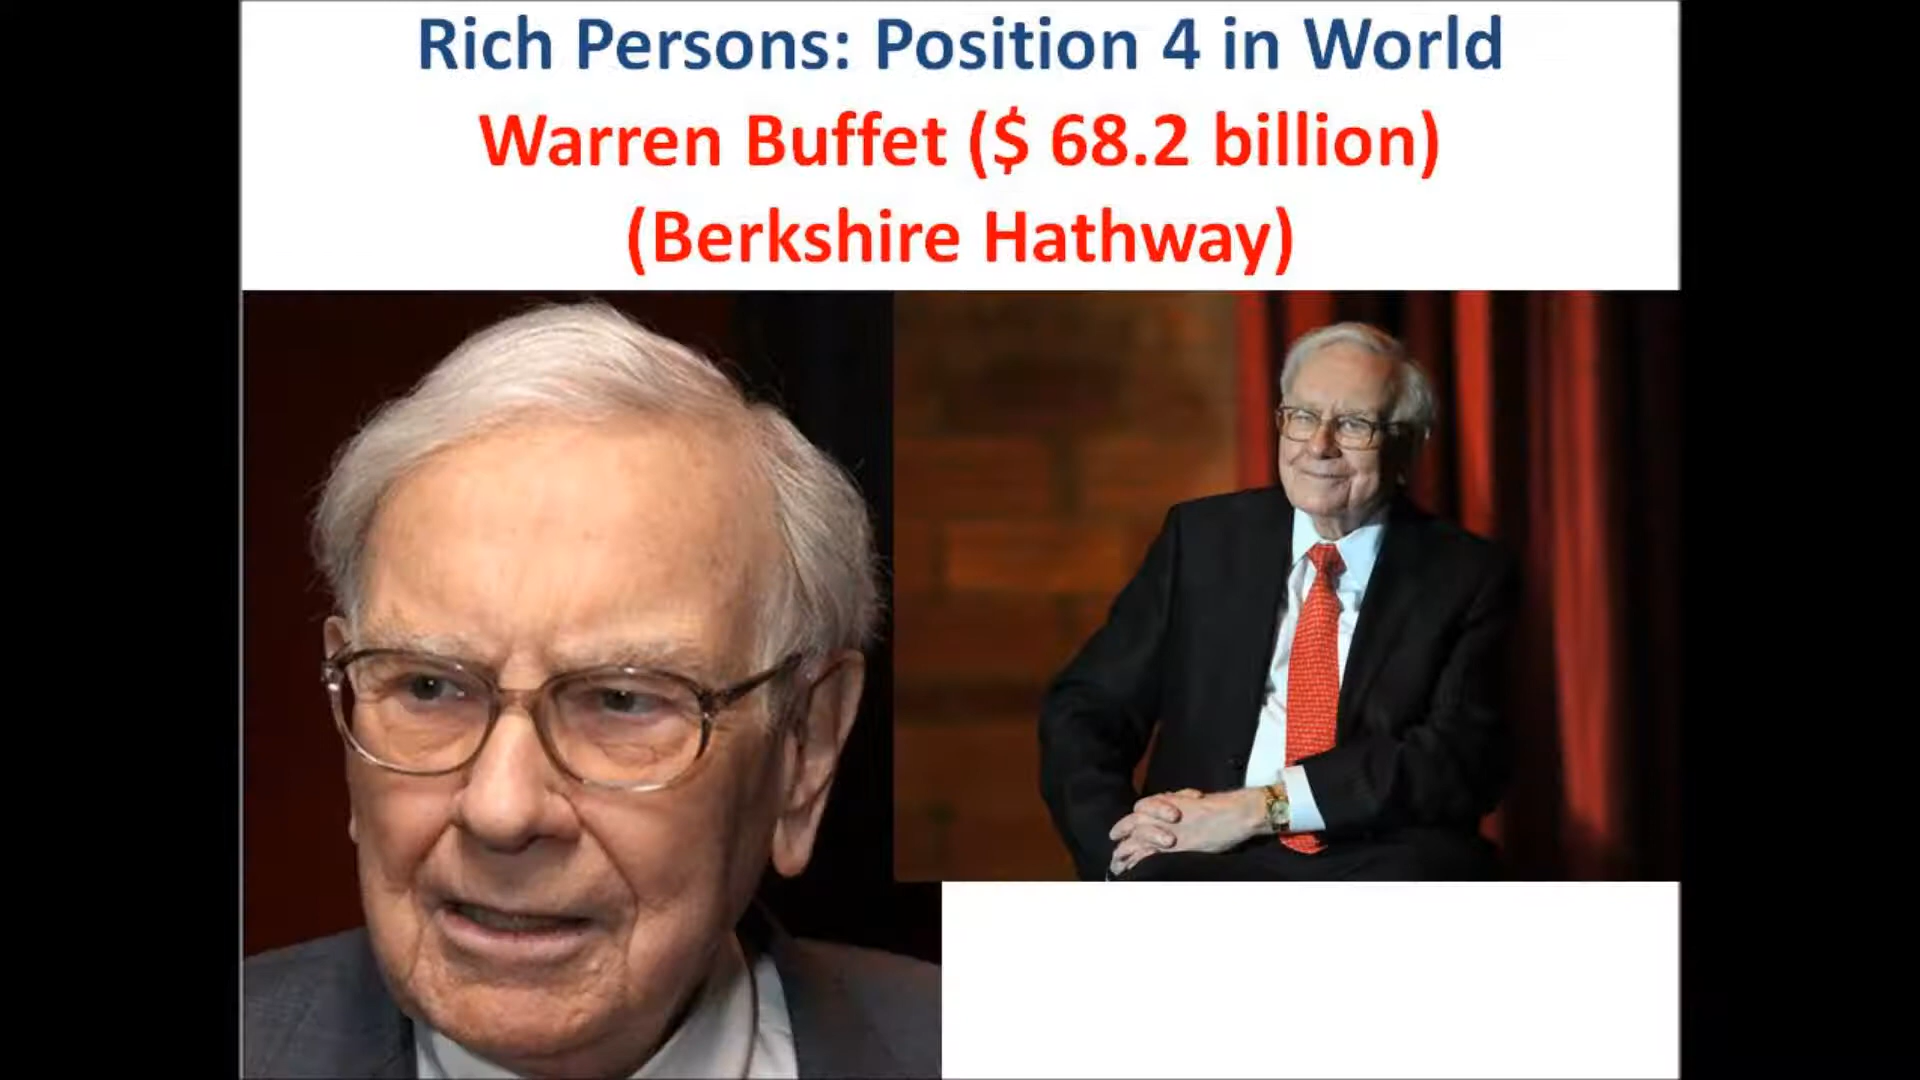 Rich Persons: Position 4 in World
Warren Buffet ($ 68.2 billion)
(Berkshire Hathway)